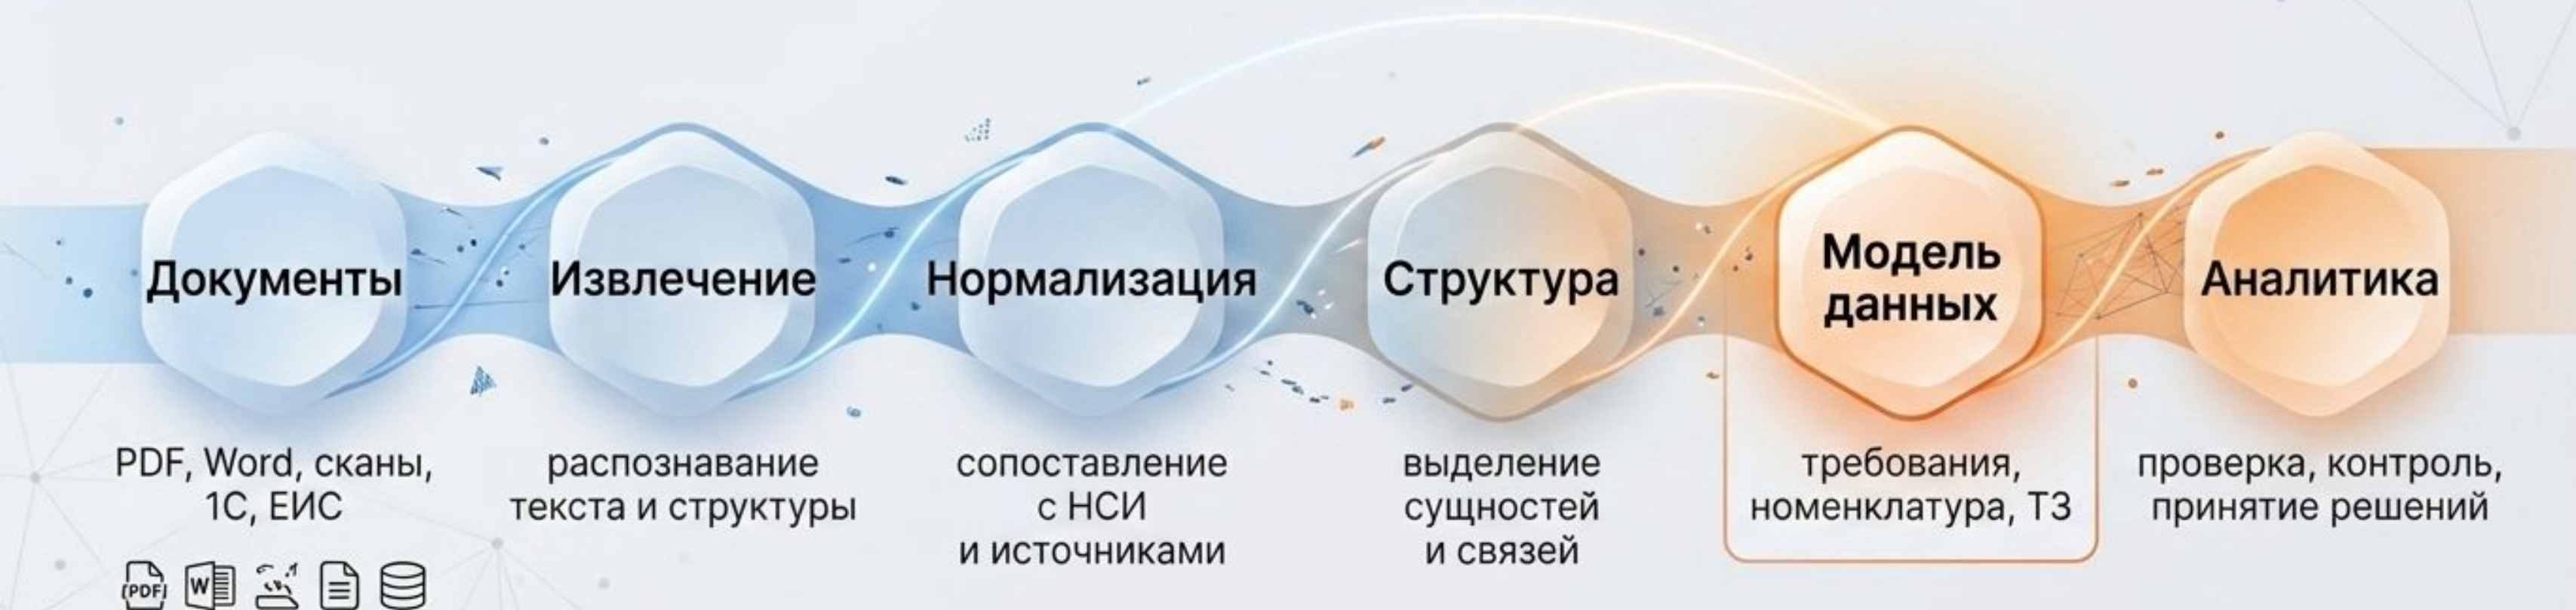 Документы
Извлечение
Нормализация
Структура
Модель
данных
Аналитика
PDF, Word, сканы,
1С, ЕИС
распознавание
текста и структуры
сопоставление
с НСИ
и источниками
выделение
сущностей
и связей
требования,
номенклатура, ТЗ
проверка, контроль,
принятие решений
PDF
W